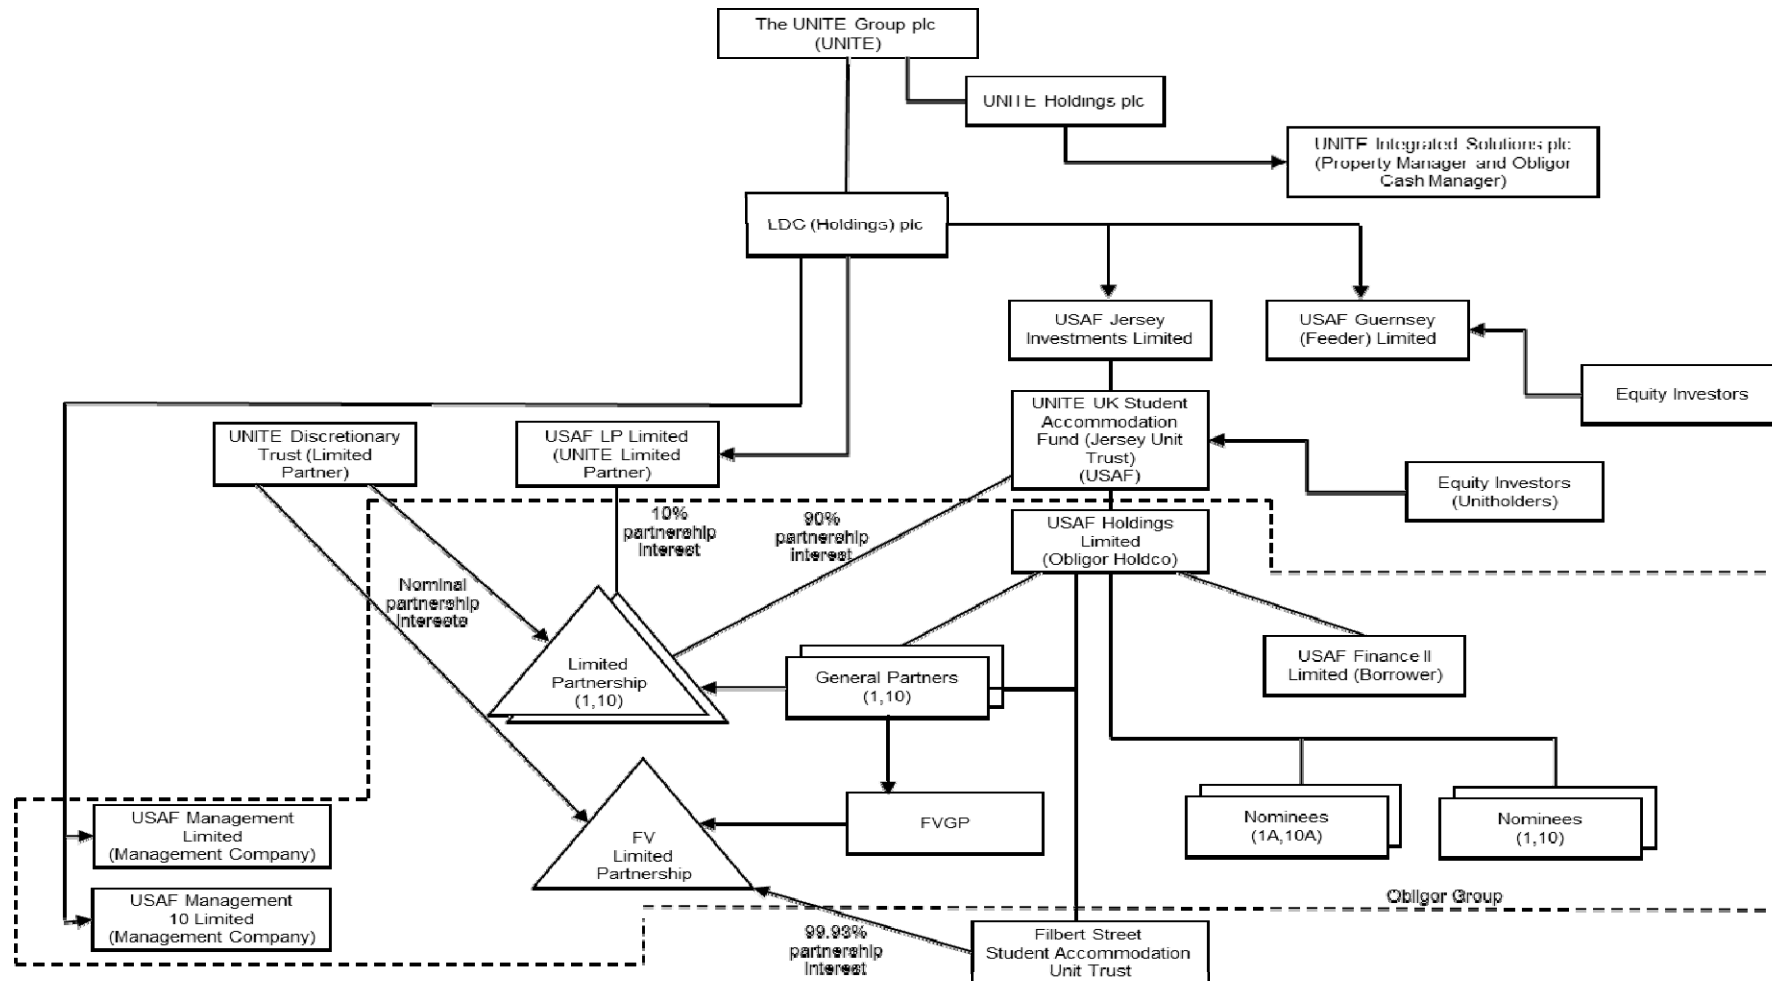 The UNITE Group plc
(UNITE)
UNITE Holdings plc
UNITE Integrated Solutions plc
(Property Manager and Obligor
Cash Manager)
LDC (Holdings) plc
USAF Jersey
Investments Limited
USAF Guernsey
(Feeder) Limited
Equity Investors
UNITE Discretionary
Trust (Limited
Partner)
USAF LP Limited
(UNITE Limited
Partner)
UNITE UK Student
Accommodation
Fund (Jersey Unit
Trust)
(USAF)
Equity Investors
(Unitholders)
10%
partnership
interest
90%
partnership
interest
USAF Holdings
Limited
(Obligor Holdco)
Nominal
partnership
interests
Limited
Partnership
(1,10)
General Partners
(1,10)
USAF Finance II
Limited (Borrower)
USAF Management
Limited
(Management Company)
FV
Limited
Partnership
FVGP
Nominees
(1A,10A)
Nominees
(1,10)
USAF Management
10 Limited
(Management Company)
Obligor Group
99.93%
partnership
interest
Filbert Street
Student Accommodation
Unit Trust